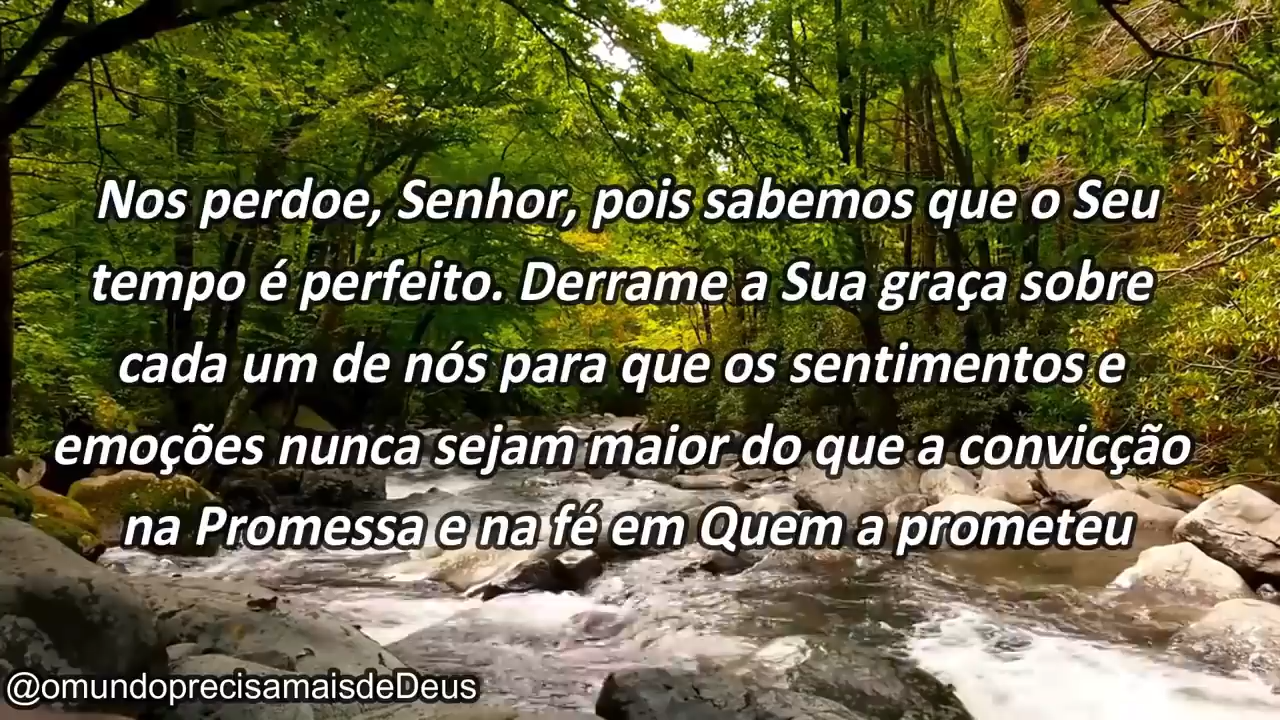 Nos perdoe, Senhor, pois sabemos que o Seu
tempo é perfeito. Derrame a Sua graça sobre
cada um de nós para que os sentimentos e
emoções nunca sejam maior do que a convicção
na Promessa e na fé em Quem a prometeu
@omundoprecisamaisdeDeus